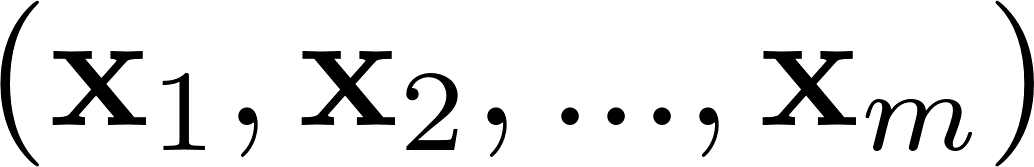 (𝐱₁, 𝐱₂, ..., 𝐱ₘ)